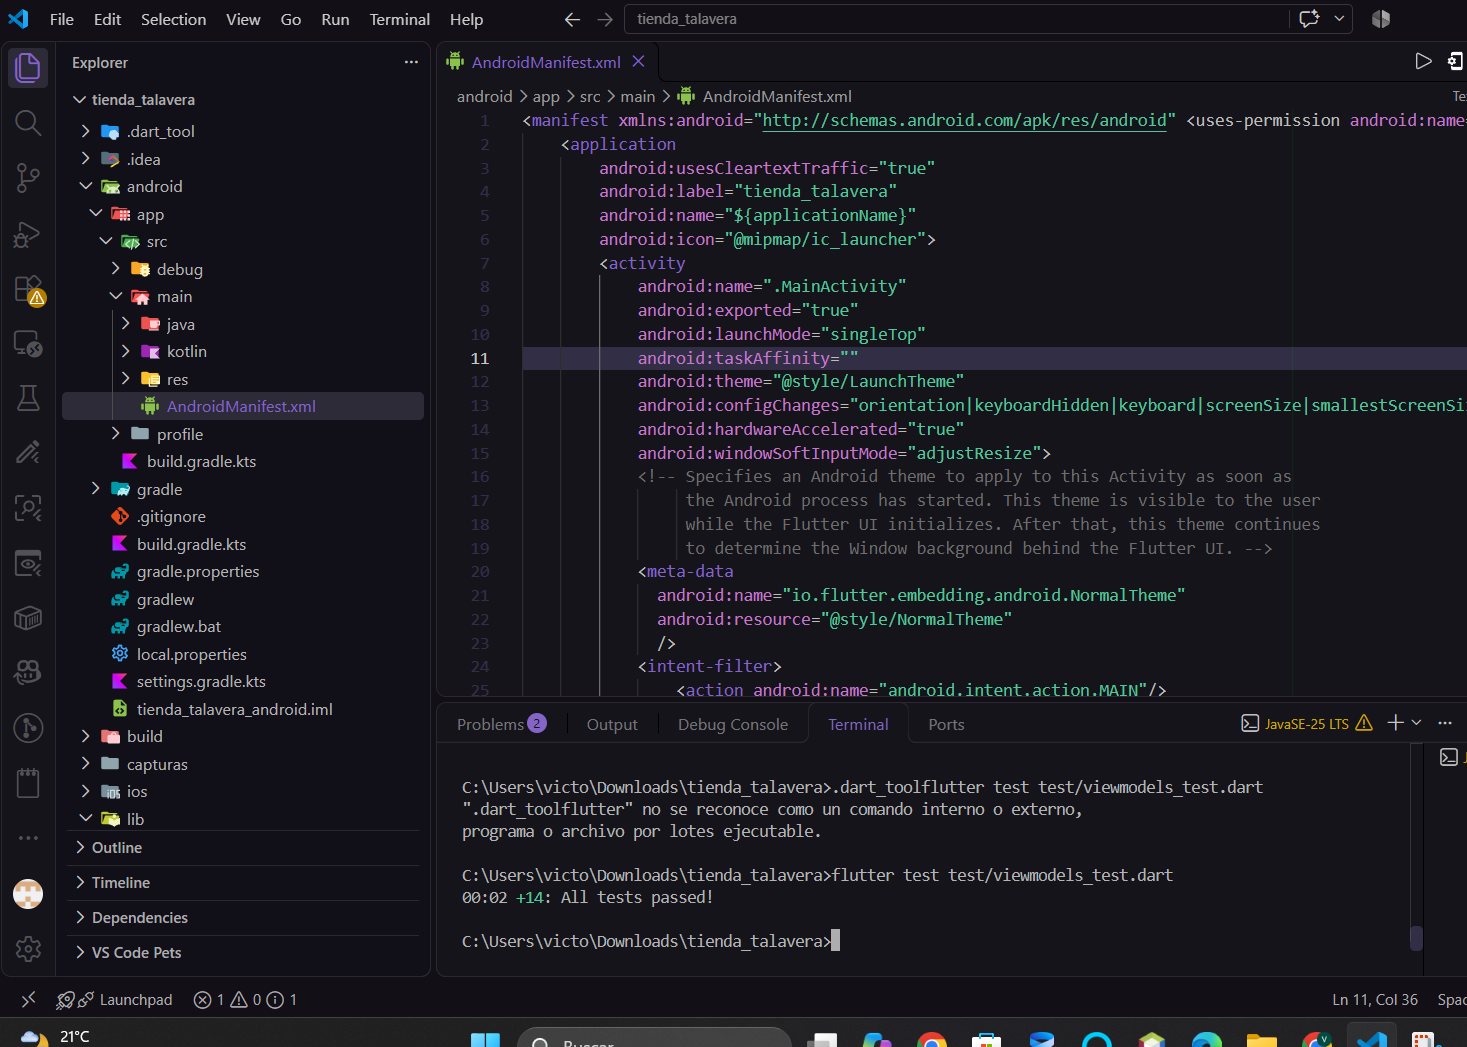 File Edit Selection View Go Run Terminal Help
tienda_talavera
Explorer
tienda_talavera
.dart_tool
.idea
android
app
src
debug
main
java
kotlin
res
AndroidManifest.xml
profile
build.gradle.kts
gradle
.gitignore
build.gradle.kts
gradle.properties
gradlew
gradlew.bat
local.properties
settings.gradle.kts
tienda_talavera_android.iml
build
capturas
ios
lib
Outline
Timeline
Dependencies
VS Code Pets
AndroidManifest.xml
android > app > src > main > AndroidManifest.xml
1 <manifest xmlns:android="http://schemas.android.com/apk/res/android" <uses-permission android:name=
2 <application
3 android:usesCleartextTraffic="true"
4 android:label="tienda_talavera"
5 android:name="${applicationName}"
6 android:icon="@mipmap/ic_launcher">
7 <activity
8 android:name=".MainActivity"
9 android:exported="true"
10 android:launchMode="singleTop"
11 android:taskAffinity=""
12 android:theme="@style/LaunchTheme"
13 android:configChanges="orientation|keyboardHidden|keyboard|screenSize|smallestScreenSi
14 android:hardwareAccelerated="true"
15 android:windowSoftInputMode="adjustResize">
16 <!-- Specifies an Android theme to apply to this Activity as soon as
17 the Android process has started. This theme is visible to the user
18 while the Flutter UI initializes. After that, this theme continues
19 to determine the Window background behind the Flutter UI. -->
20 <meta-data
21 android:name="io.flutter.embedding.android.NormalTheme"
22 android:resource="@style/NormalTheme"
23 />
24 <intent-filter>
25 <action android:name="android.intent.action.MAIN"/>
Problems 2 Output Debug Console Terminal Ports
JavaSE-25 LTS
C:\Users\victo\Downloads\tienda_talavera>.dart_toolflutter test test/viewmodels_test.dart
".dart_toolflutter" no se reconoce como un comando interno o externo,
programa o archivo por lotes ejecutable.
C:\Users\victo\Downloads\tienda_talavera>flutter test test/viewmodels_test.dart
00:02 +14: All tests passed!
C:\Users\victo\Downloads\tienda_talavera>
Launchpad 1 0 1
Ln 11, Col 36
21°C
Buscar